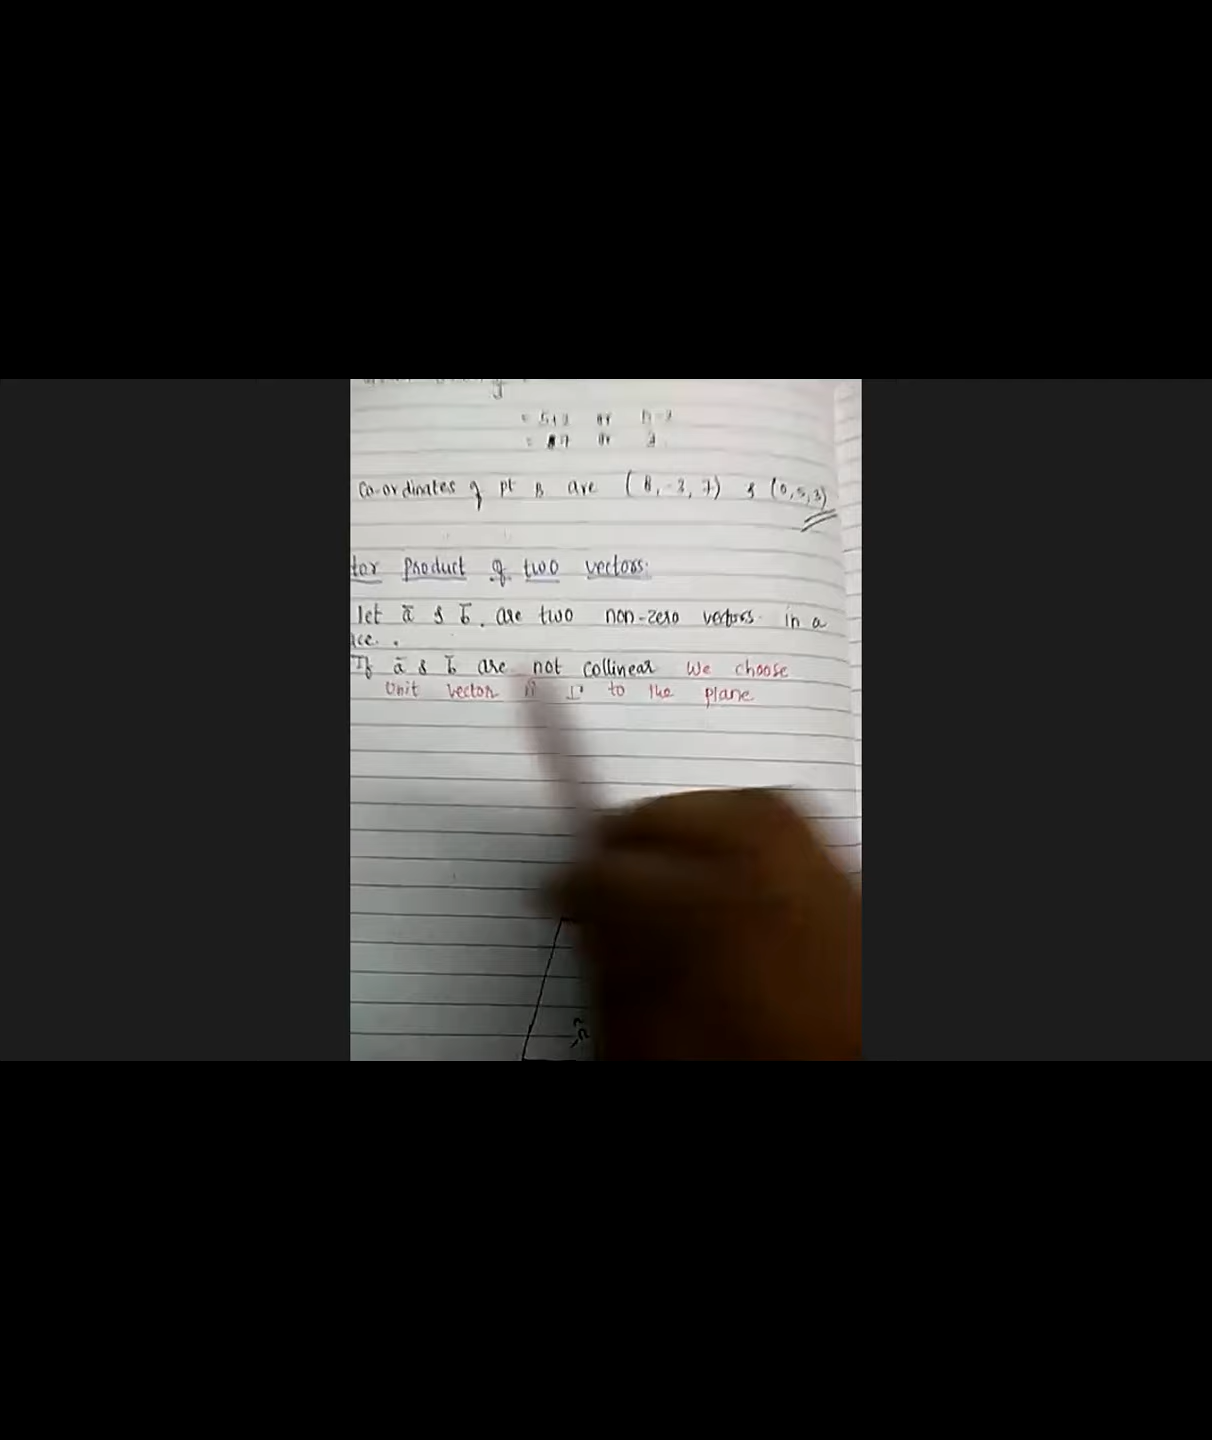 Co-ordinates of pt B are (8, -3, 7) & (0, 5, 3)
tor product of two vectors:
let a̅ & b̅ are two non-zero vectors in a
ace.
If a̅ & b̅ are not collinear we choose
Unit vector n̂ ⊥r to the plane